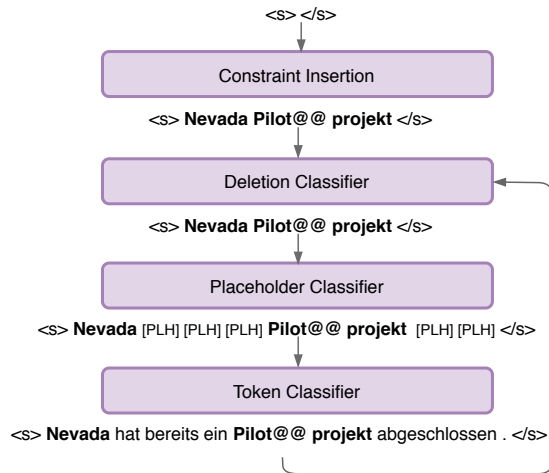 <s> </s>
Constraint Insertion
<s> Nevada Pilot@@ projekt </s>
Deletion Classifier
<s> Nevada Pilot@@ projekt </s>
Placeholder Classifier
<s> Nevada [PLH] [PLH] [PLH] Pilot@@ projekt [PLH] [PLH] </s>
Token Classifier
<s> Nevada hat bereits ein Pilot@@ projekt abgeschlossen . </s>